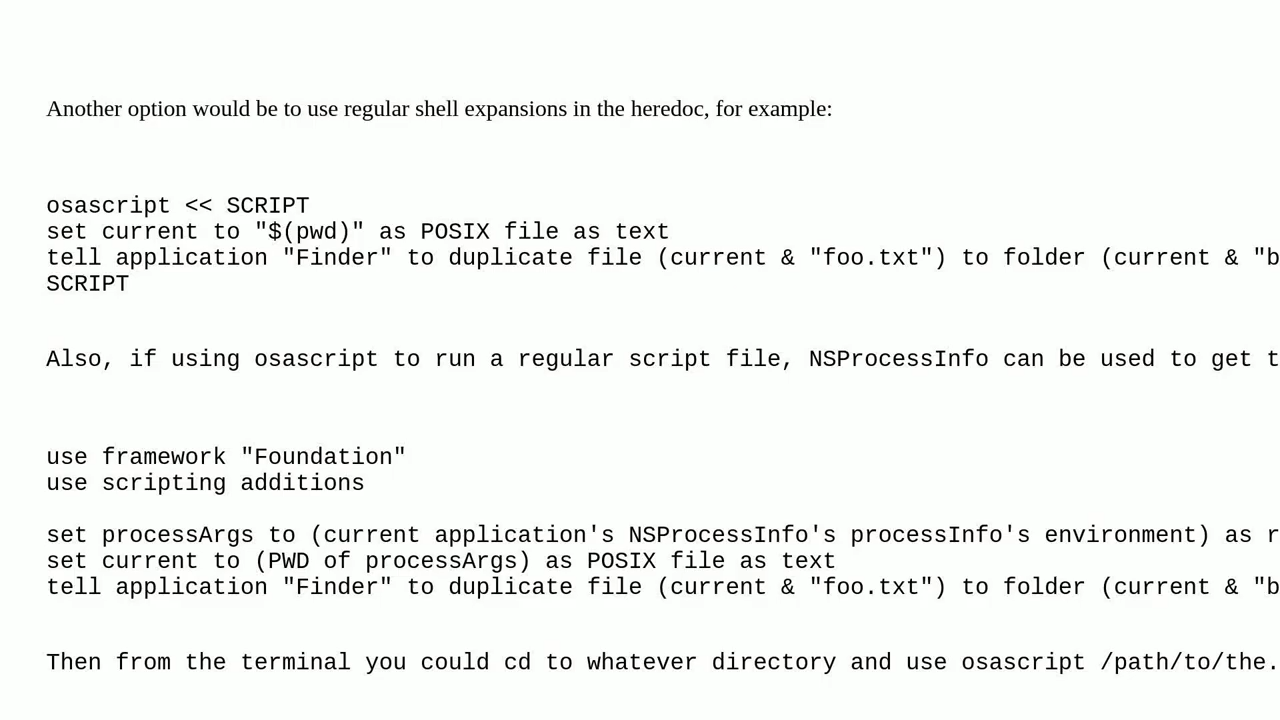 Another option would be to use regular shell expansions in the heredoc, for example:
osascript << SCRIPT
set current to "$(pwd)" as POSIX file as text
tell application "Finder" to duplicate file (current & "foo.txt") to folder (current & "b
SCRIPT
Also, if using osascript to run a regular script file, NSProcessInfo can be used to get t
use framework "Foundation"
use scripting additions
set processArgs to (current application's NSProcessInfo's processInfo's environment) as r
set current to (PWD of processArgs) as POSIX file as text
tell application "Finder" to duplicate file (current & "foo.txt") to folder (current & "b
Then from the terminal you could cd to whatever directory and use osascript /path/to/the.